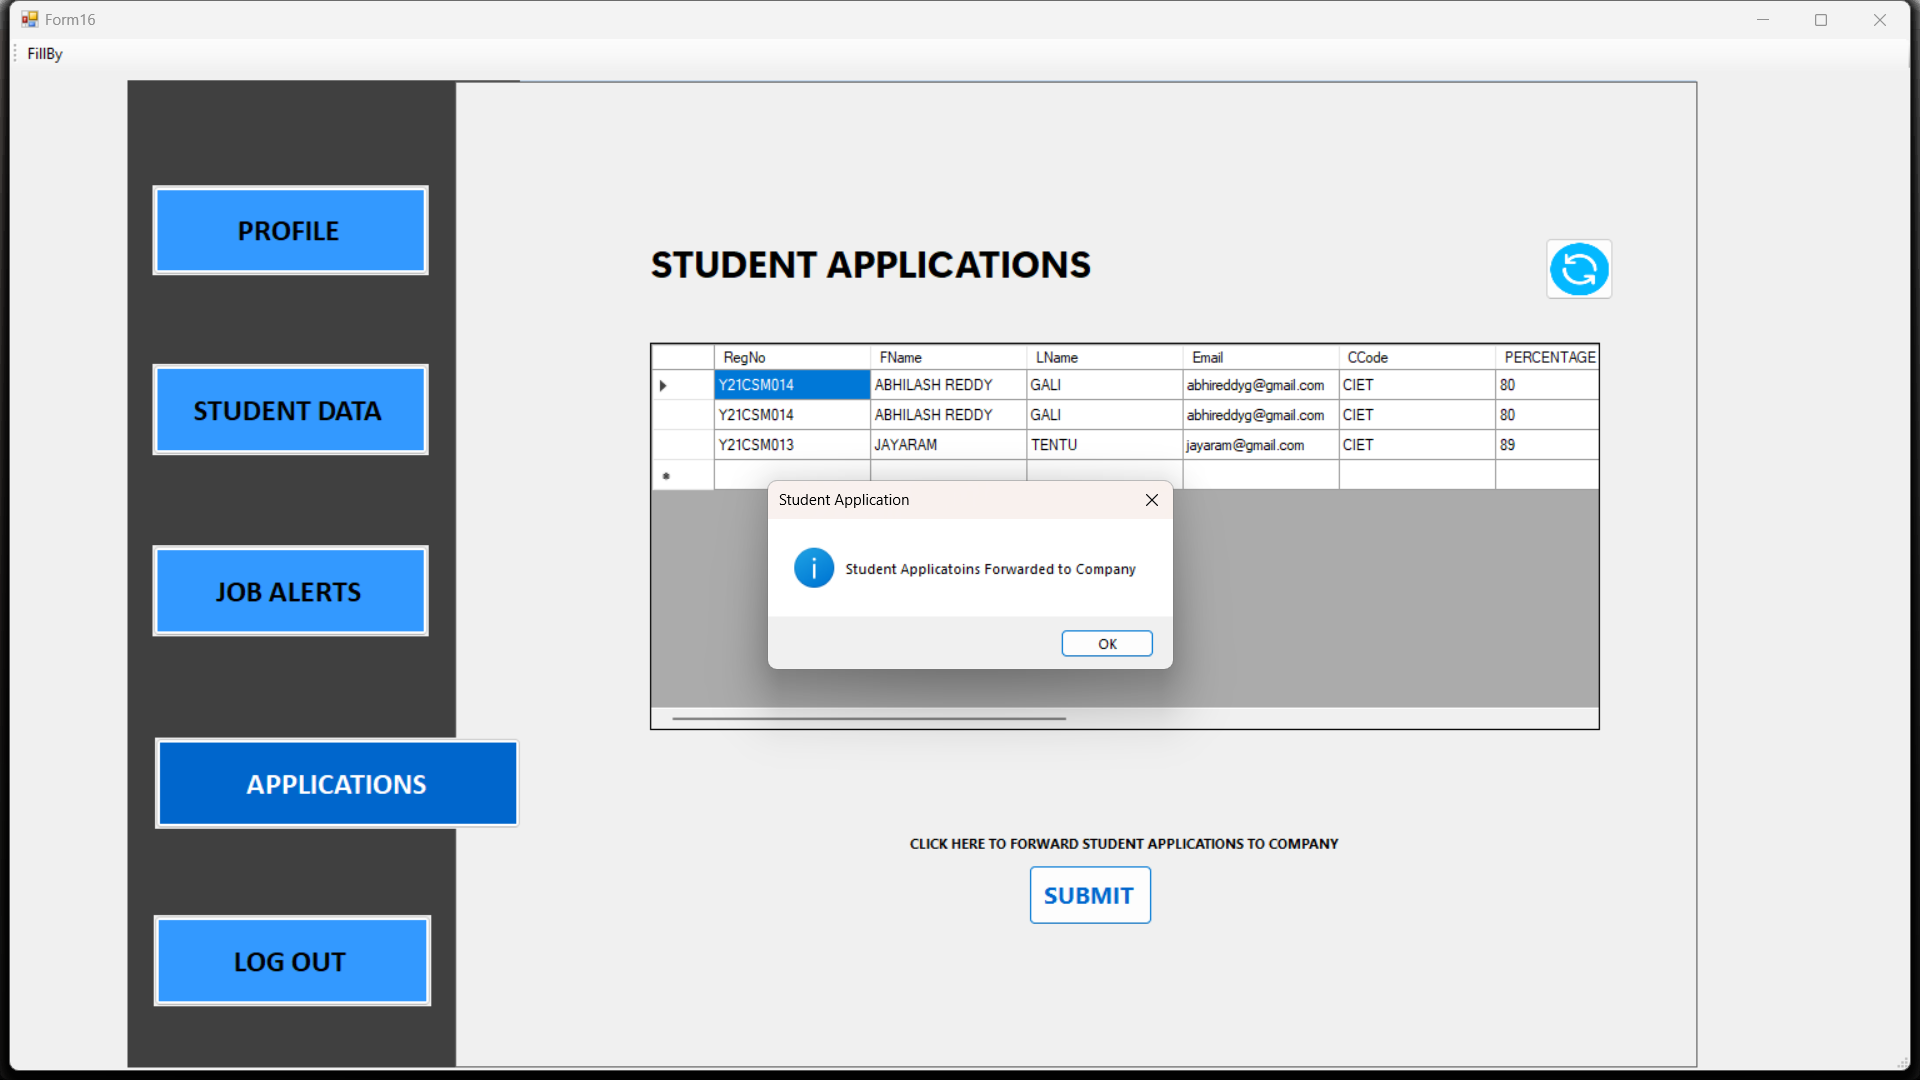 Form16
FillBy
PROFILE
STUDENT DATA
JOB ALERTS
APPLICATIONS
LOG OUT
STUDENT APPLICATIONS
RegNo FName LName Email CCode PERCENTAGE
Y21CSM014 ABHILASH REDDY GALI abhireddyg@gmail.com CIET 80
Y21CSM014 ABHILASH REDDY GALI abhireddyg@gmail.com CIET 80
Y21CSM013 JAYARAM TENTU jayaram@gmail.com CIET 89
Student Application
Student Applicatoins Forwarded to Company
OK
CLICK HERE TO FORWARD STUDENT APPLICATIONS TO COMPANY
SUBMIT